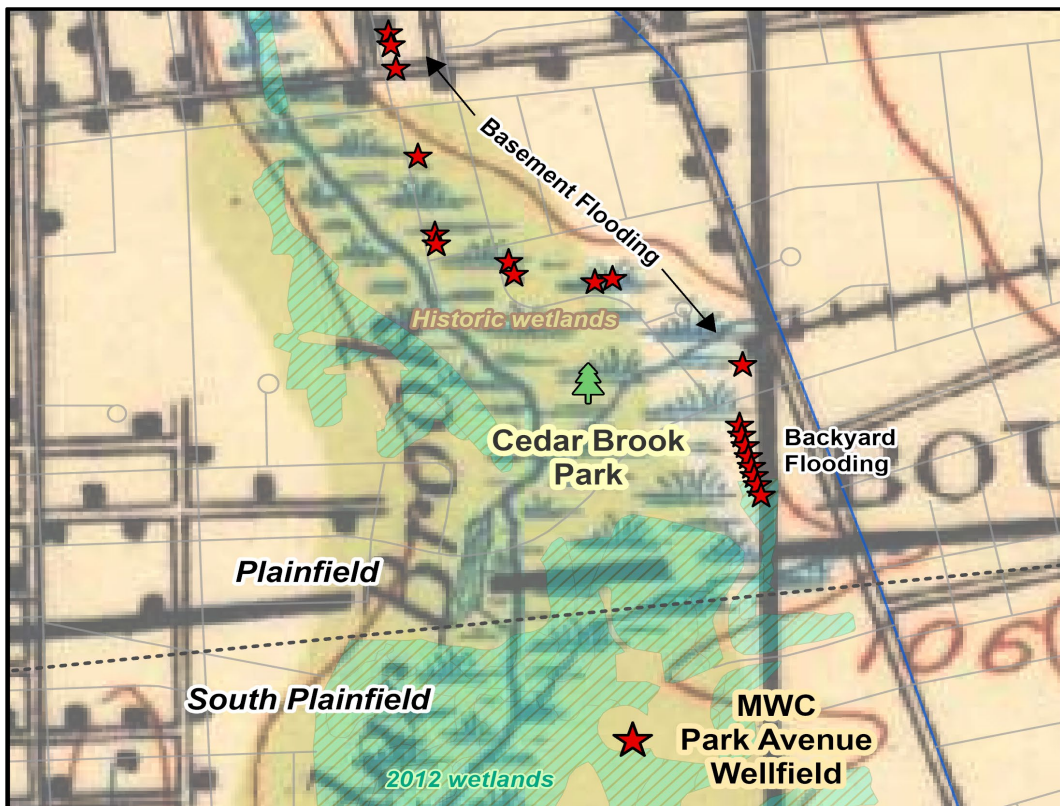 Basement Flooding
Historic wetlands
Cedar Brook
Park
Backyard
Flooding
BOU
Plainfield
South Plainfield
106
MWC
Park Avenue
Wellfield
2012 wetlands